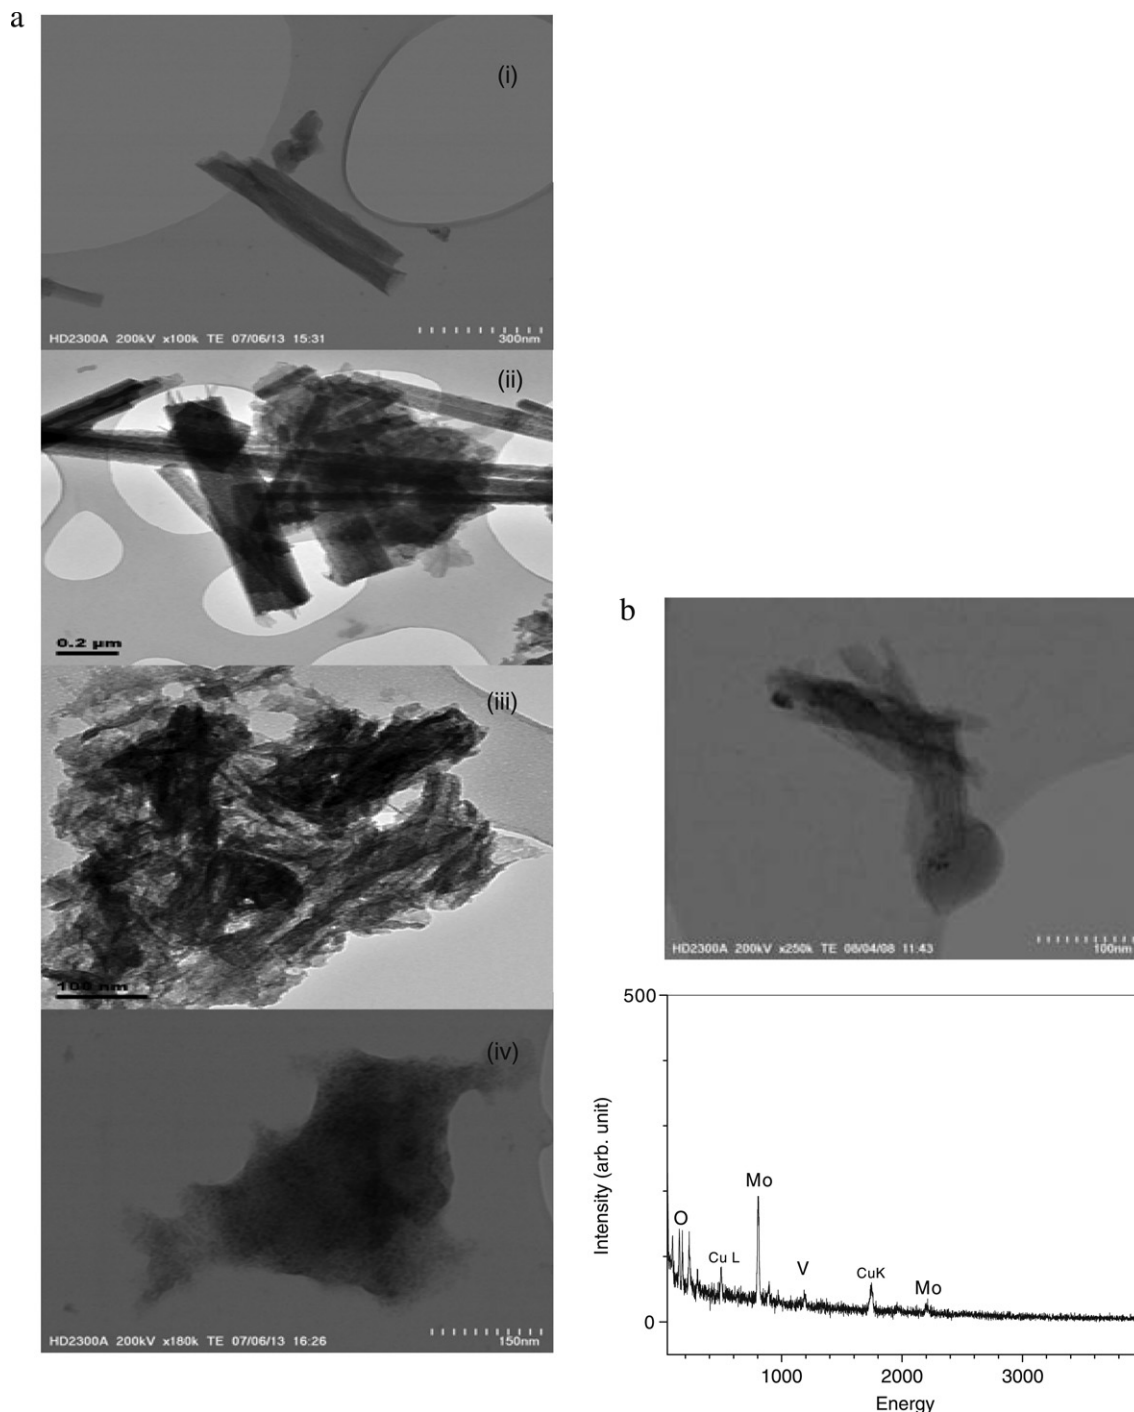 a
(i)
HD2300A 200kV x100k TE 07/06/13 15:31
300nm
(ii)
0.2 µm
(iii)
100 nm
(iv)
HD2300A 200kV x180k TE 07/06/13 16:26
150nm
b
HD2300A 200kV x250k TE 08/04/08 11:43
100nm
500
Intensity (arb. unit)
Mo
O
Cu L
V
CuK
Mo
0
1000
2000
3000
Energy